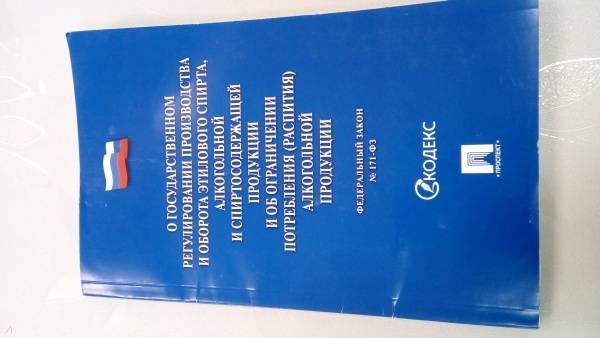 О ГОСУДАРСТВЕННОМ
РЕГУЛИРОВАНИИ ПРОИЗВОДСТВА
И ОБОРОТА ЭТИЛОВОГО СПИРТА,
АЛКОГОЛЬНОЙ
И СПИРТОСОДЕРЖАЩЕЙ
ПРОДУКЦИИ
И ОБ ОГРАНИЧЕНИИ
ПОТРЕБЛЕНИЯ (РАСПИТИЯ)
АЛКОГОЛЬНОЙ
ПРОДУКЦИИ
ФЕДЕРАЛЬНЫЙ ЗАКОН
№ 171-ФЗ
КОДЕКС
•ПРОСПЕКТ•